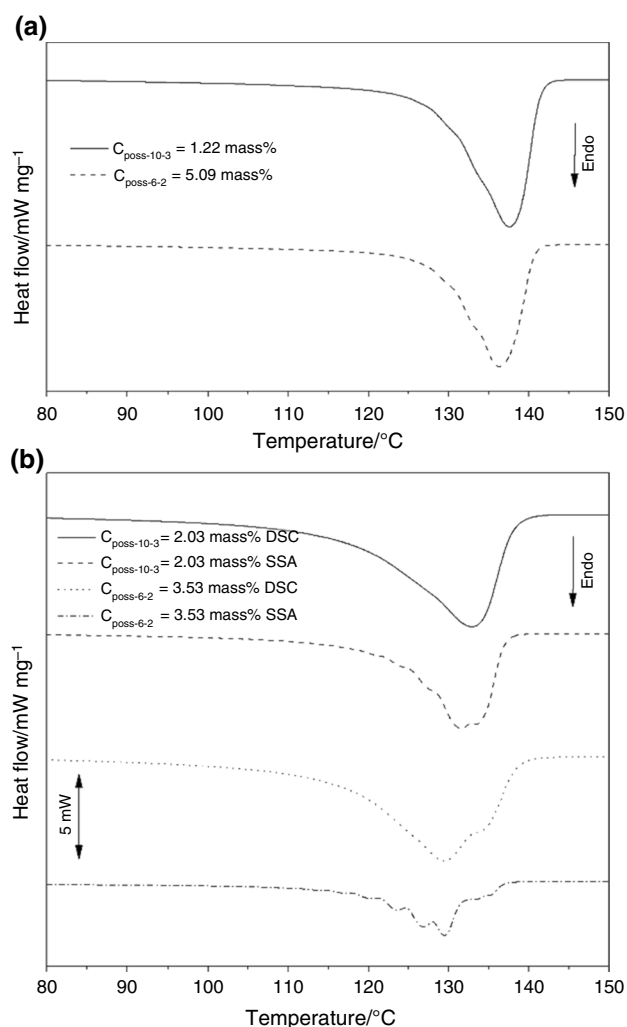 (a)
Heat flow/mW mg⁻¹
C_poss-10-3 = 1.22 mass%
C_poss-6-2 = 5.09 mass%
Endo
80 90 100 110 120 130 140 150
Temperature/°C
(b)
Heat flow/mW mg⁻¹
C_poss-10-3 = 2.03 mass% DSC
C_poss-10-3 = 2.03 mass% SSA
C_poss-6-2 = 3.53 mass% DSC
C_poss-6-2 = 3.53 mass% SSA
Endo
5 mW
80 90 100 110 120 130 140 150
Temperature/°C